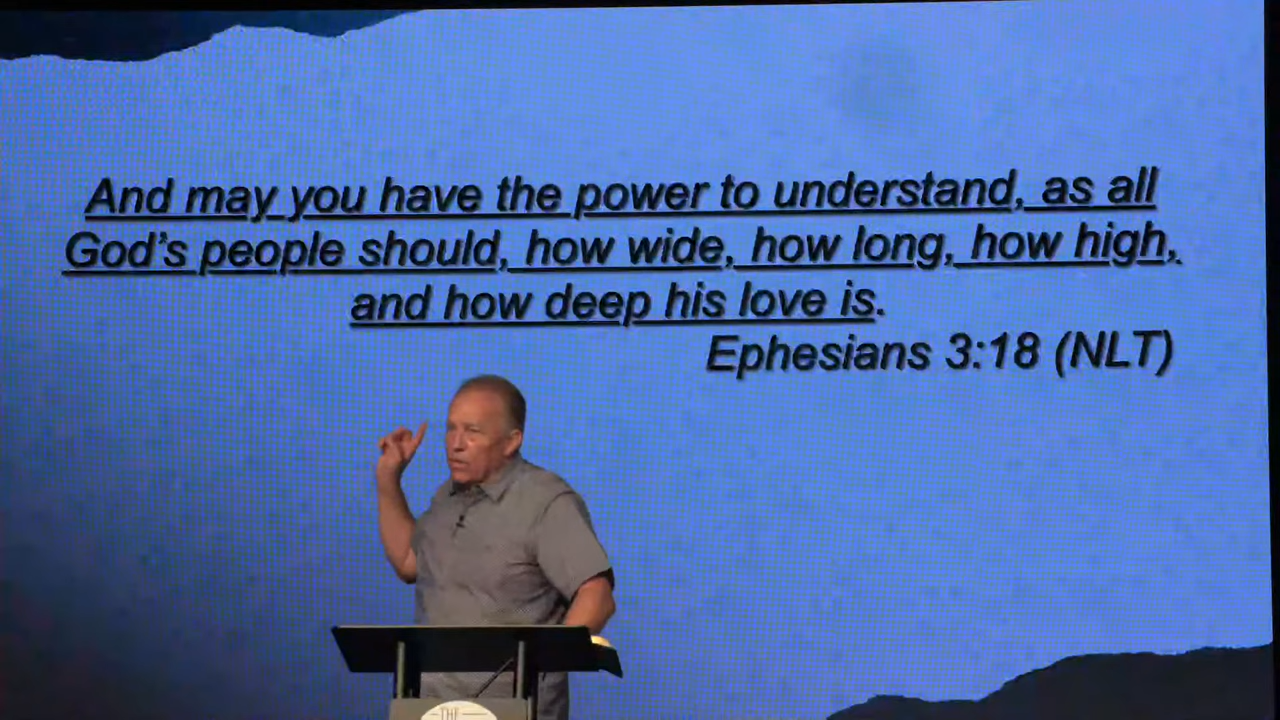 And may you have the power to understand, as all
God’s people should, how wide, how long, how high,
and how deep his love is.
Ephesians 3:18 (NLT)
THE